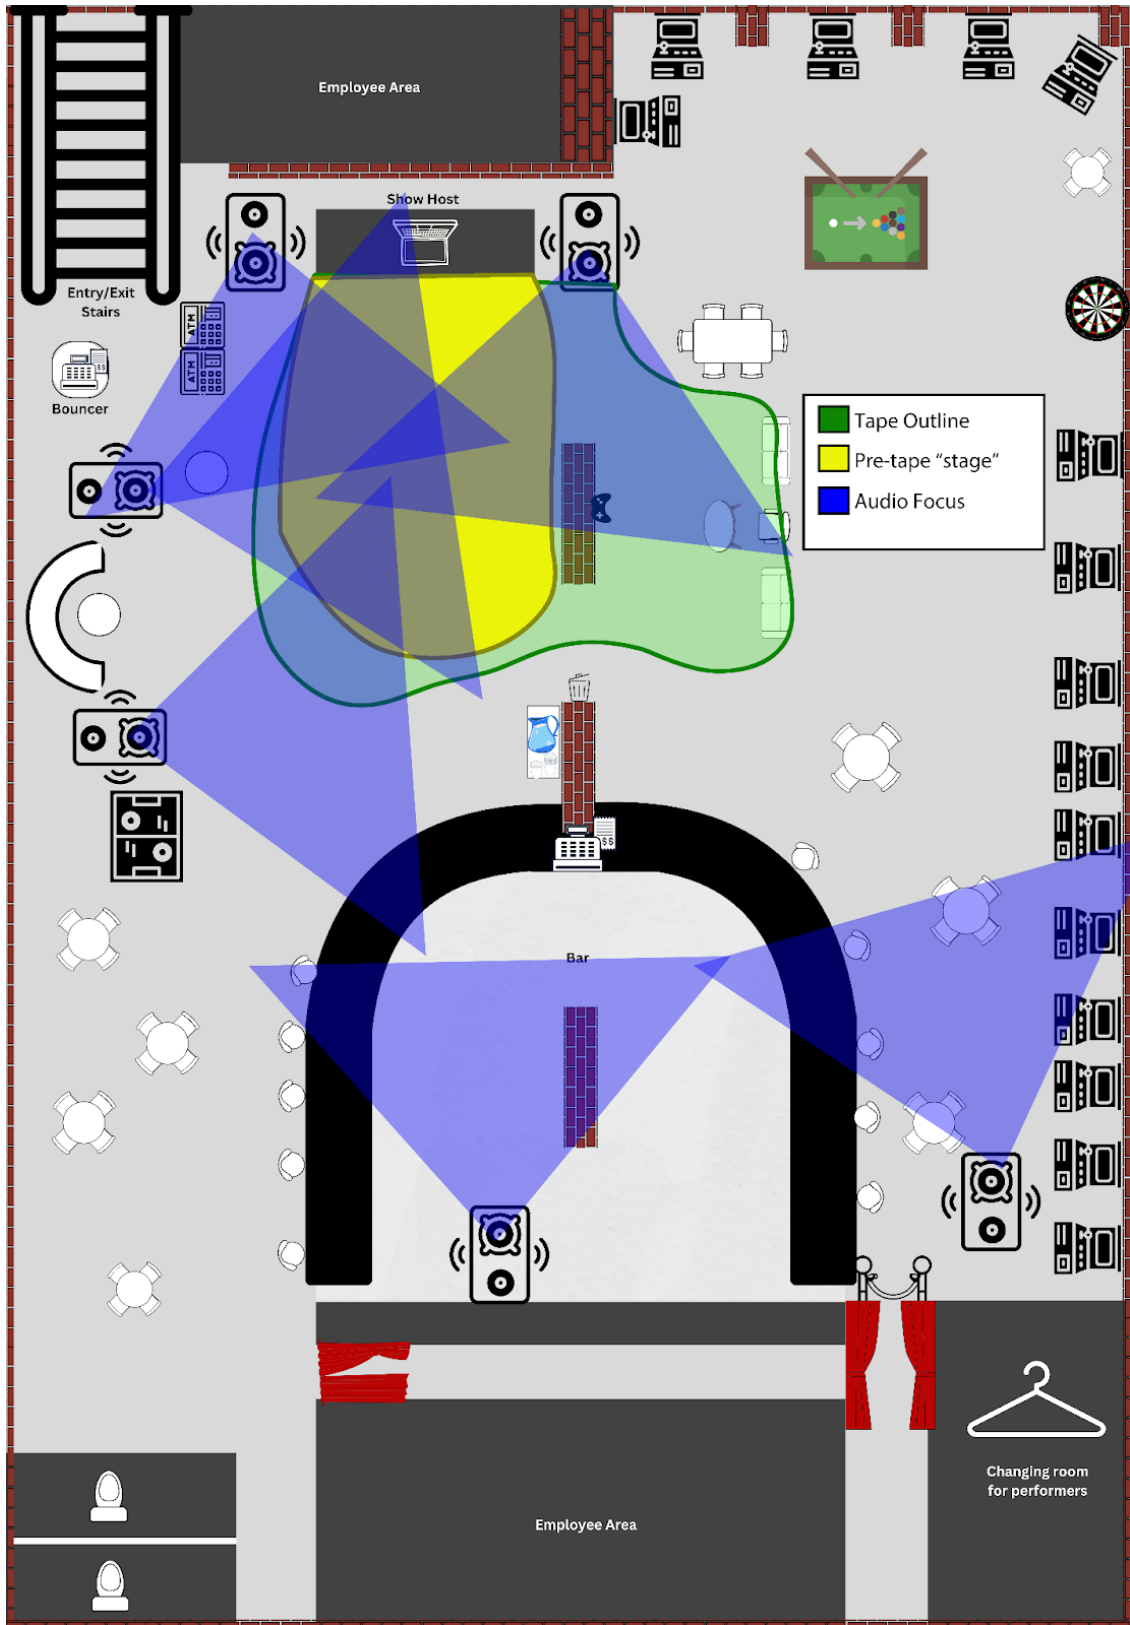 Employee Area
Show Host
Entry/Exit
Stairs
ATM
ATM
Bouncer
$$
Tape Outline
Pre-tape “stage”
Audio Focus
$$
Bar
Changing room
for performers
Employee Area